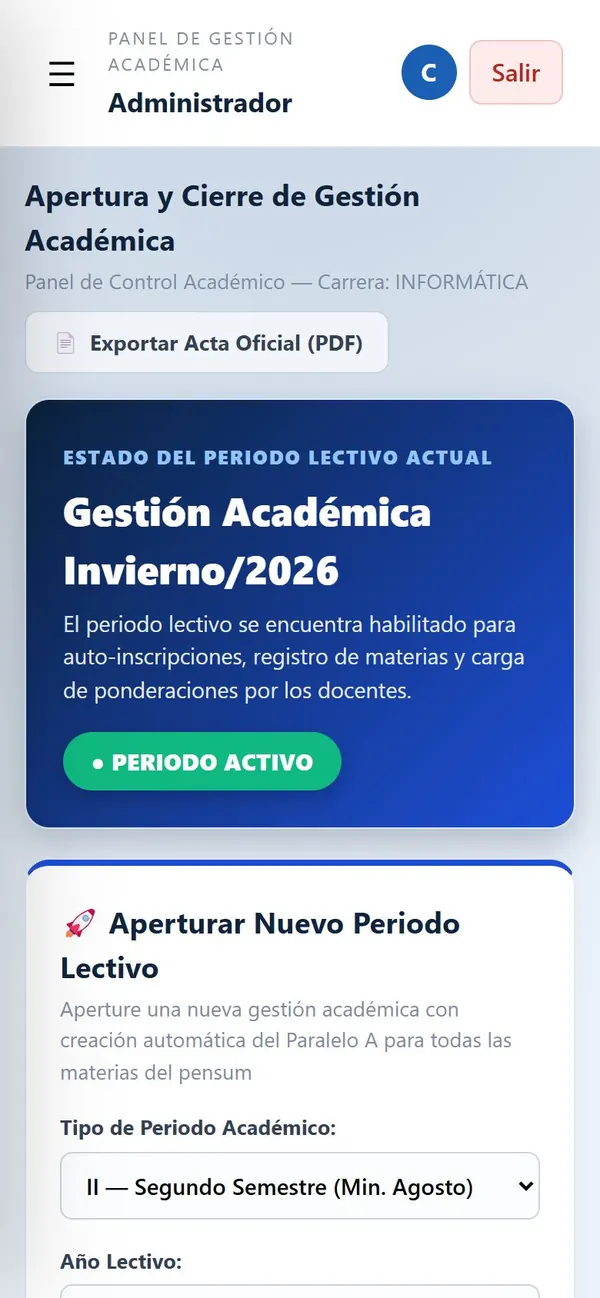 PANEL DE GESTIÓN
ACADÉMICA
Administrador
C
Salir
Apertura y Cierre de Gestión
Académica
Panel de Control Académico — Carrera: INFORMÁTICA
Exportar Acta Oficial (PDF)
ESTADO DEL PERIODO LECTIVO ACTUAL
Gestión Académica
Invierno/2026
El periodo lectivo se encuentra habilitado para
auto-inscripciones, registro de materias y carga
de ponderaciones por los docentes.
● PERIODO ACTIVO
🚀 Aperturar Nuevo Periodo
Lectivo
Aperture una nueva gestión académica con
creación automática del Paralelo A para todas las
materias del pensum
Tipo de Periodo Académico:
II — Segundo Semestre (Min. Agosto)
Año Lectivo: